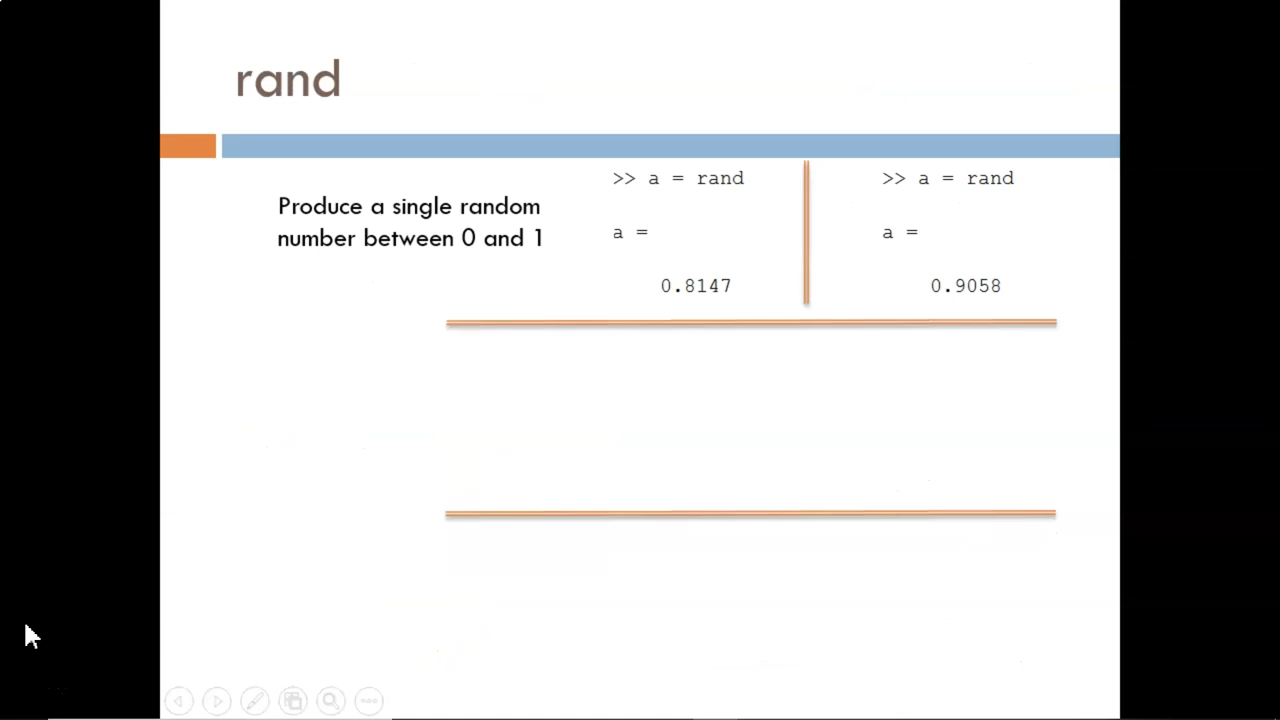 rand
Produce a single random
number between 0 and 1
>> a = rand
a =
0.8147
>> a = rand
a =
0.9058